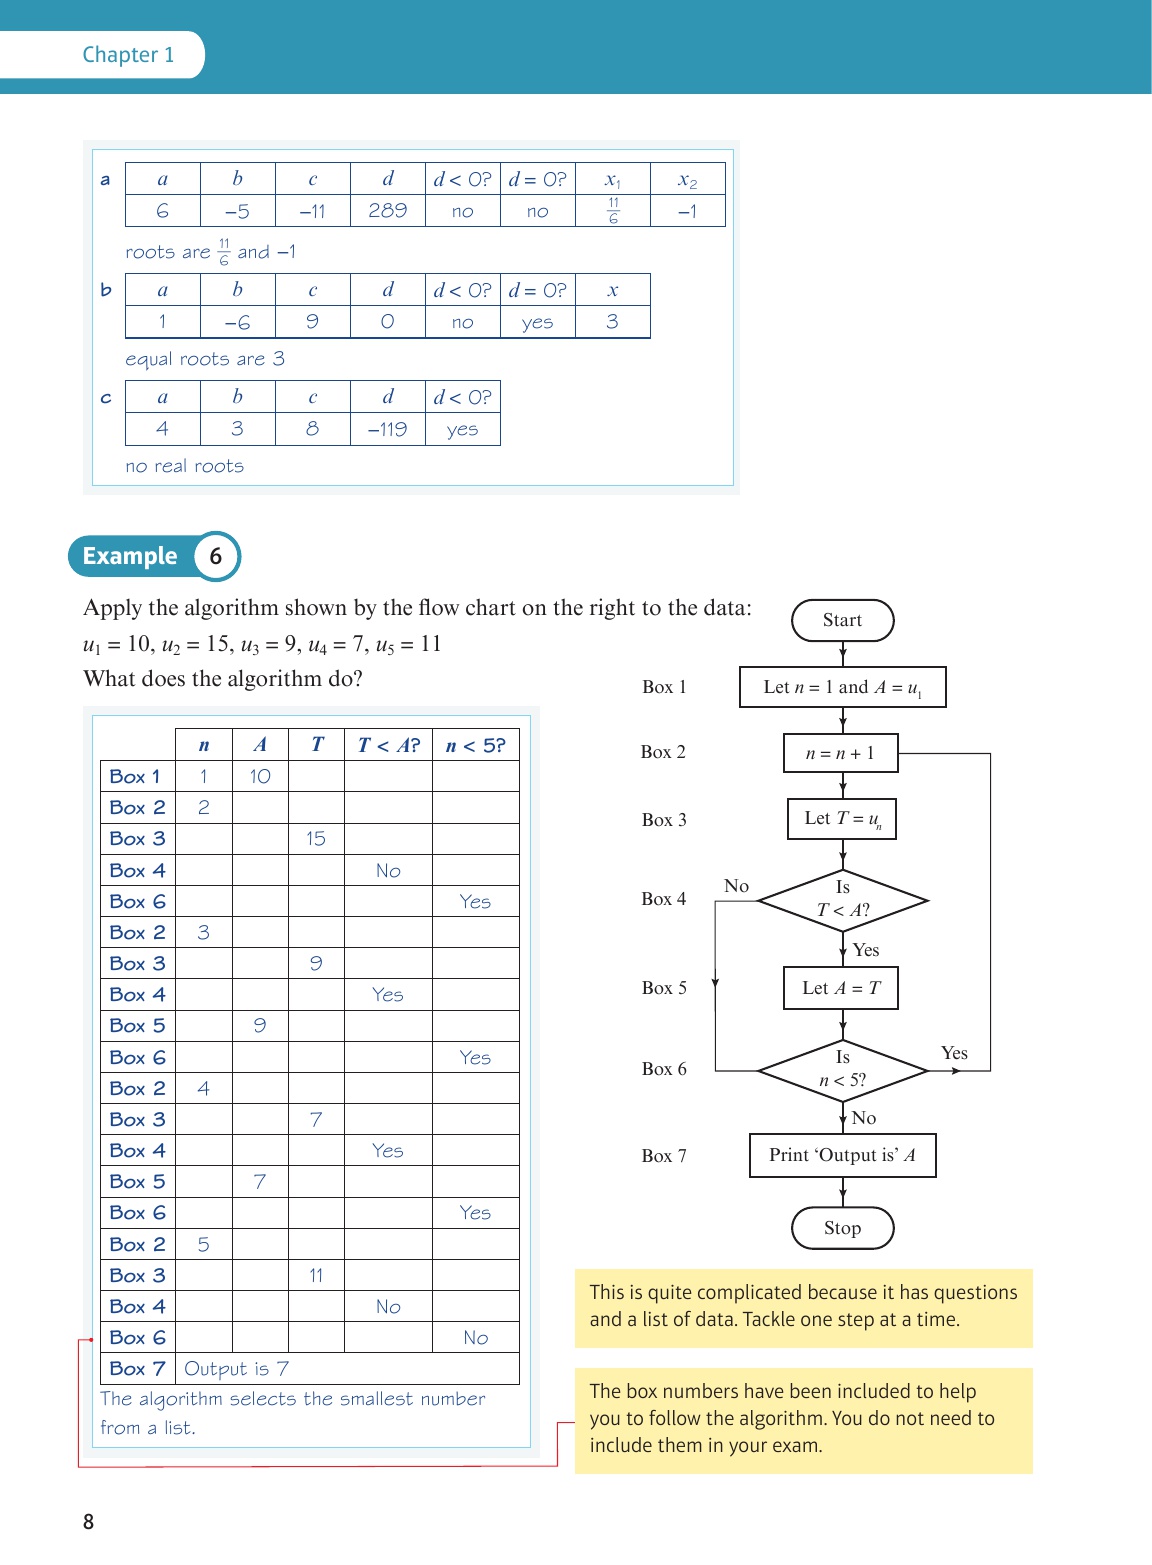 Chapter 1
a a b c d d < 0? d = 0? x₁ x₂
6 –5 –11 289 no no 11/6 –1
roots are 11/6 and –1
b a b c d d < 0? d = 0? x
1 –6 9 0 no yes 3
equal roots are 3
c a b c d d < 0?
4 3 8 –119 yes
no real roots
Example 6
Apply the algorithm shown by the flow chart on the right to the data:
u₁ = 10, u₂ = 15, u₃ = 9, u₄ = 7, u₅ = 11
What does the algorithm do?
n A T T < A? n < 5?
Box 1 1 10
Box 2 2
Box 3 15
Box 4 No
Box 6 Yes
Box 2 3
Box 3 9
Box 4 Yes
Box 5 9
Box 6 Yes
Box 2 4
Box 3 7
Box 4 Yes
Box 5 7
Box 6 Yes
Box 2 5
Box 3 11
Box 4 No
Box 6 No
Box 7 Output is 7
The algorithm selects the smallest number
from a list.
Start
Box 1 Let n = 1 and A = u₁
Box 2 n = n + 1
Box 3 Let T = uₙ
Box 4 No Is
T < A?
Yes
Box 5 Let A = T
Box 6 Is Yes
n < 5?
No
Box 7 Print ‘Output is’ A
Stop
This is quite complicated because it has questions
and a list of data. Tackle one step at a time.
The box numbers have been included to help
you to follow the algorithm. You do not need to
include them in your exam.
8